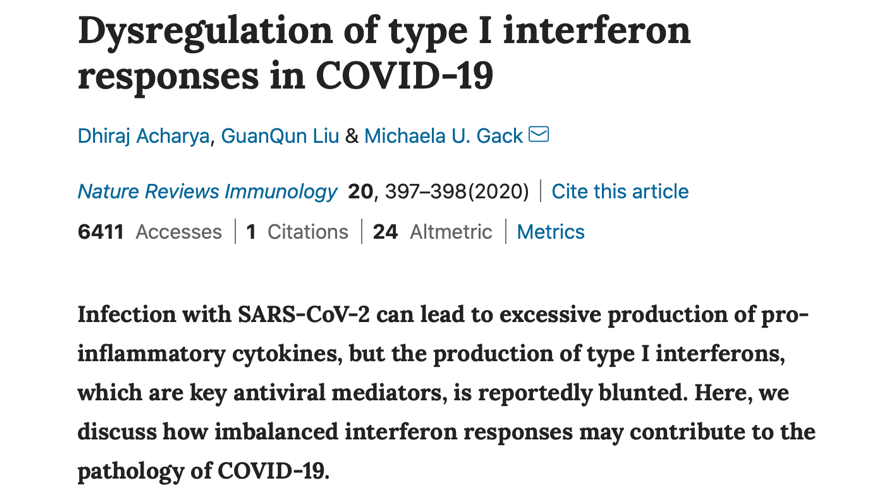 Dysregulation of type I interferon
responses in COVID-19
Dhiraj Acharya, GuanQun Liu & Michaela U. Gack
Nature Reviews Immunology 20, 397–398(2020) | Cite this article
6411 Accesses | 1 Citations | 24 Altmetric | Metrics
Infection with SARS-CoV-2 can lead to excessive production of pro-
inflammatory cytokines, but the production of type I interferons,
which are key antiviral mediators, is reportedly blunted. Here, we
discuss how imbalanced interferon responses may contribute to the
pathology of COVID-19.